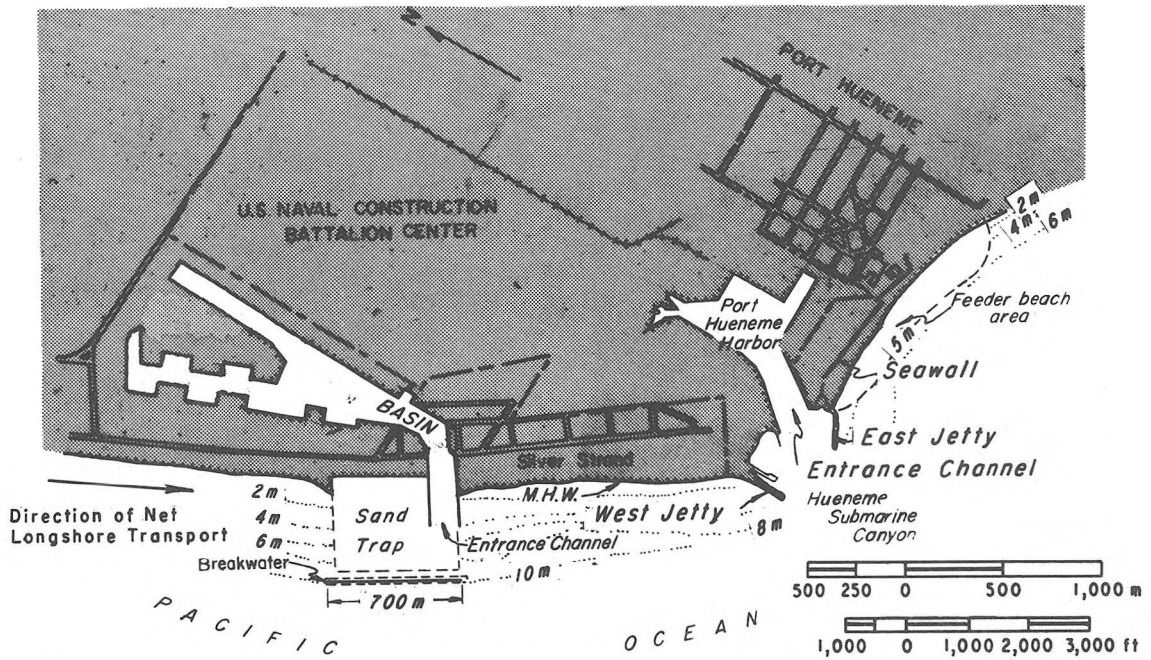 N
PORT HUENEME
U.S. NAVAL CONSTRUCTION
BATTALION CENTER
2 m
4 m
6 m
Feeder beach
area
5 m
Port
Hueneme
Harbor
Seawall
BASIN
East Jetty
Silver Strand
Entrance Channel
M.H.W.
West Jetty
Hueneme
Submarine
Canyon
8 m
2 m
4 m
6 m
Sand
Trap
Direction of Net
Longshore Transport
Entrance Channel
Breakwater
10 m
700 m
PACIFIC OCEAN
500 250 0 500 1,000 m
1,000 0 1,000 2,000 3,000 ft